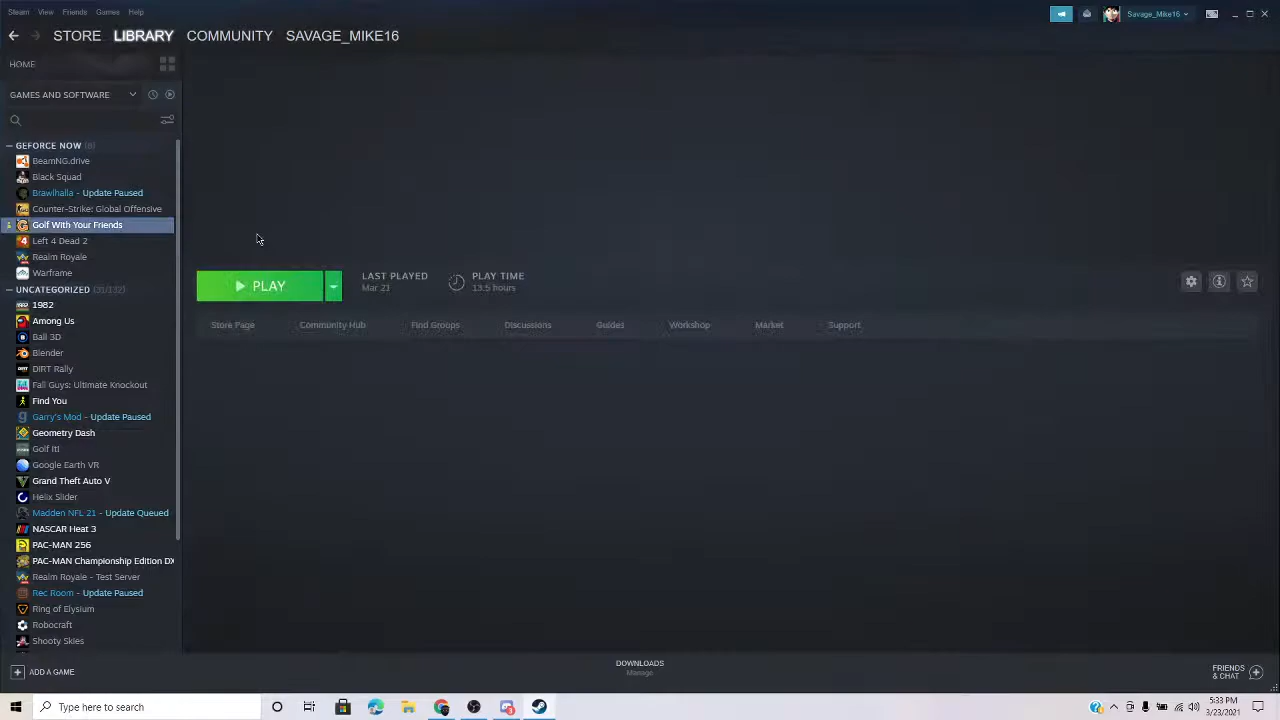 Steam View Friends Games Help
Savage_Mike16
STORE LIBRARY COMMUNITY SAVAGE_MIKE16
HOME
GAMES AND SOFTWARE
GEFORCE NOW (8)
BeamNG.drive
Black Squad
Brawlhalla - Update Paused
Counter-Strike: Global Offensive
Golf With Your Friends
Left 4 Dead 2
Realm Royale
Warframe
UNCATEGORIZED (31/132)
1982
Among Us
Ball 3D
Blender
DIRT Rally
Fall Guys: Ultimate Knockout
Find You
Garry's Mod - Update Paused
Geometry Dash
Golf It!
Google Earth VR
Grand Theft Auto V
Helix Slider
Madden NFL 21 - Update Queued
NASCAR Heat 3
PAC-MAN 256
PAC-MAN Championship Edition DX
Realm Royale - Test Server
Rec Room - Update Paused
Ring of Elysium
Robocraft
Shooty Skies
ADD A GAME
PLAY
LAST PLAYED
Mar 21
PLAY TIME
13.5 hours
Store Page Community Hub Find Groups Discussions Guides Workshop Market Support
DOWNLOADS
Manage
FRIENDS
& CHAT
Type here to search
5:33 PM
3/23/2021